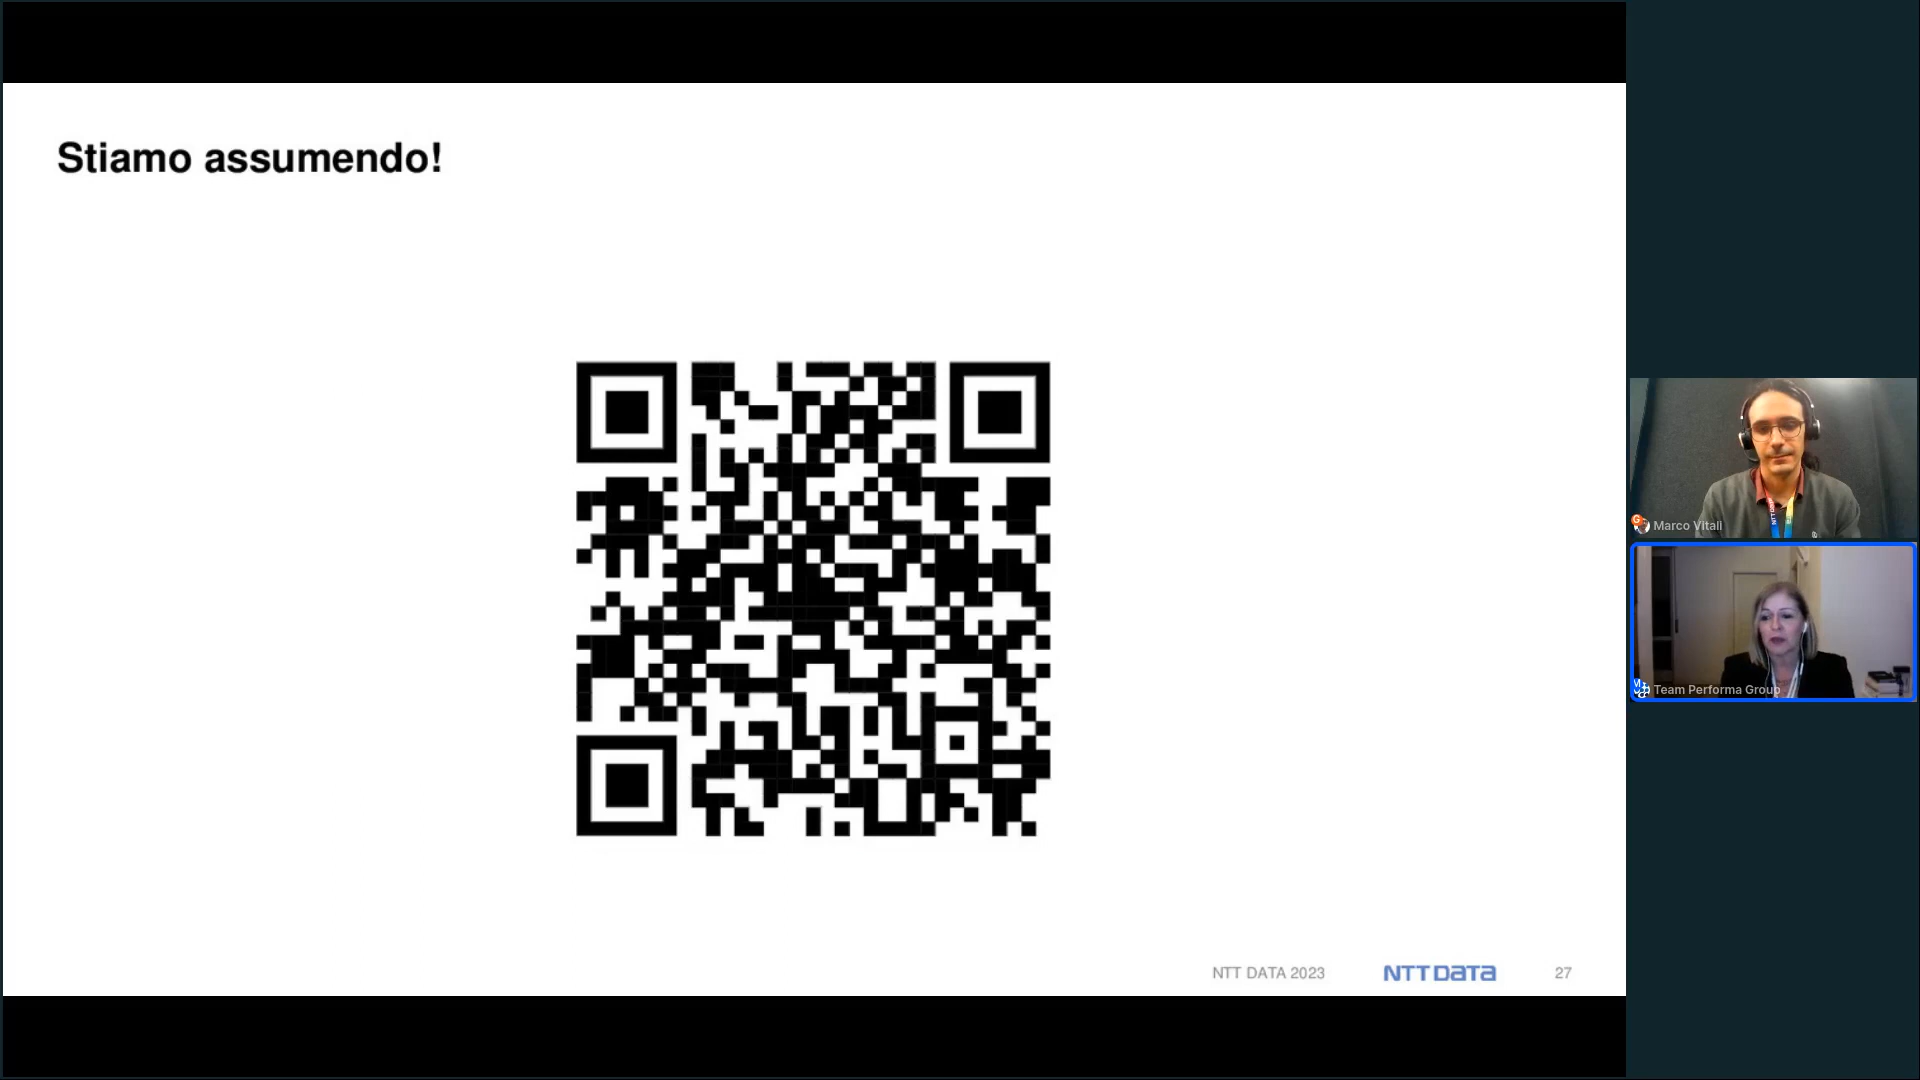 Stiamo assumendo!
Marco Vitali
Team Performa Group
NTT DATA 2023
NTT DATA
27